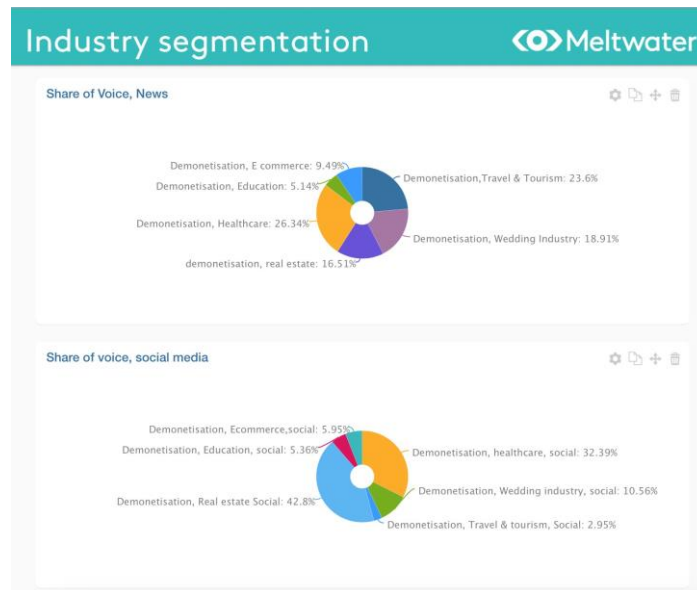 Industry segmentation
Meltwater
Share of Voice, News
Demonetisation, E commerce: 9.49%
Demonetisation,Travel & Tourism: 23.6%
Demonetisation, Education: 5.14%
Demonetisation, Healthcare: 26.34%
Demonetisation, Wedding Industry: 18.91%
demonetisation, real estate: 16.51%
Share of voice, social media
Demonetisation, Ecommerce,social: 5.95%
Demonetisation, Education, social: 5.36%
Demonetisation, healthcare, social: 32.39%
Demonetisation, Wedding industry, social: 10.56%
Demonetisation, Real estate Social: 42.8%
Demonetisation, Travel & tourism, Social: 2.95%